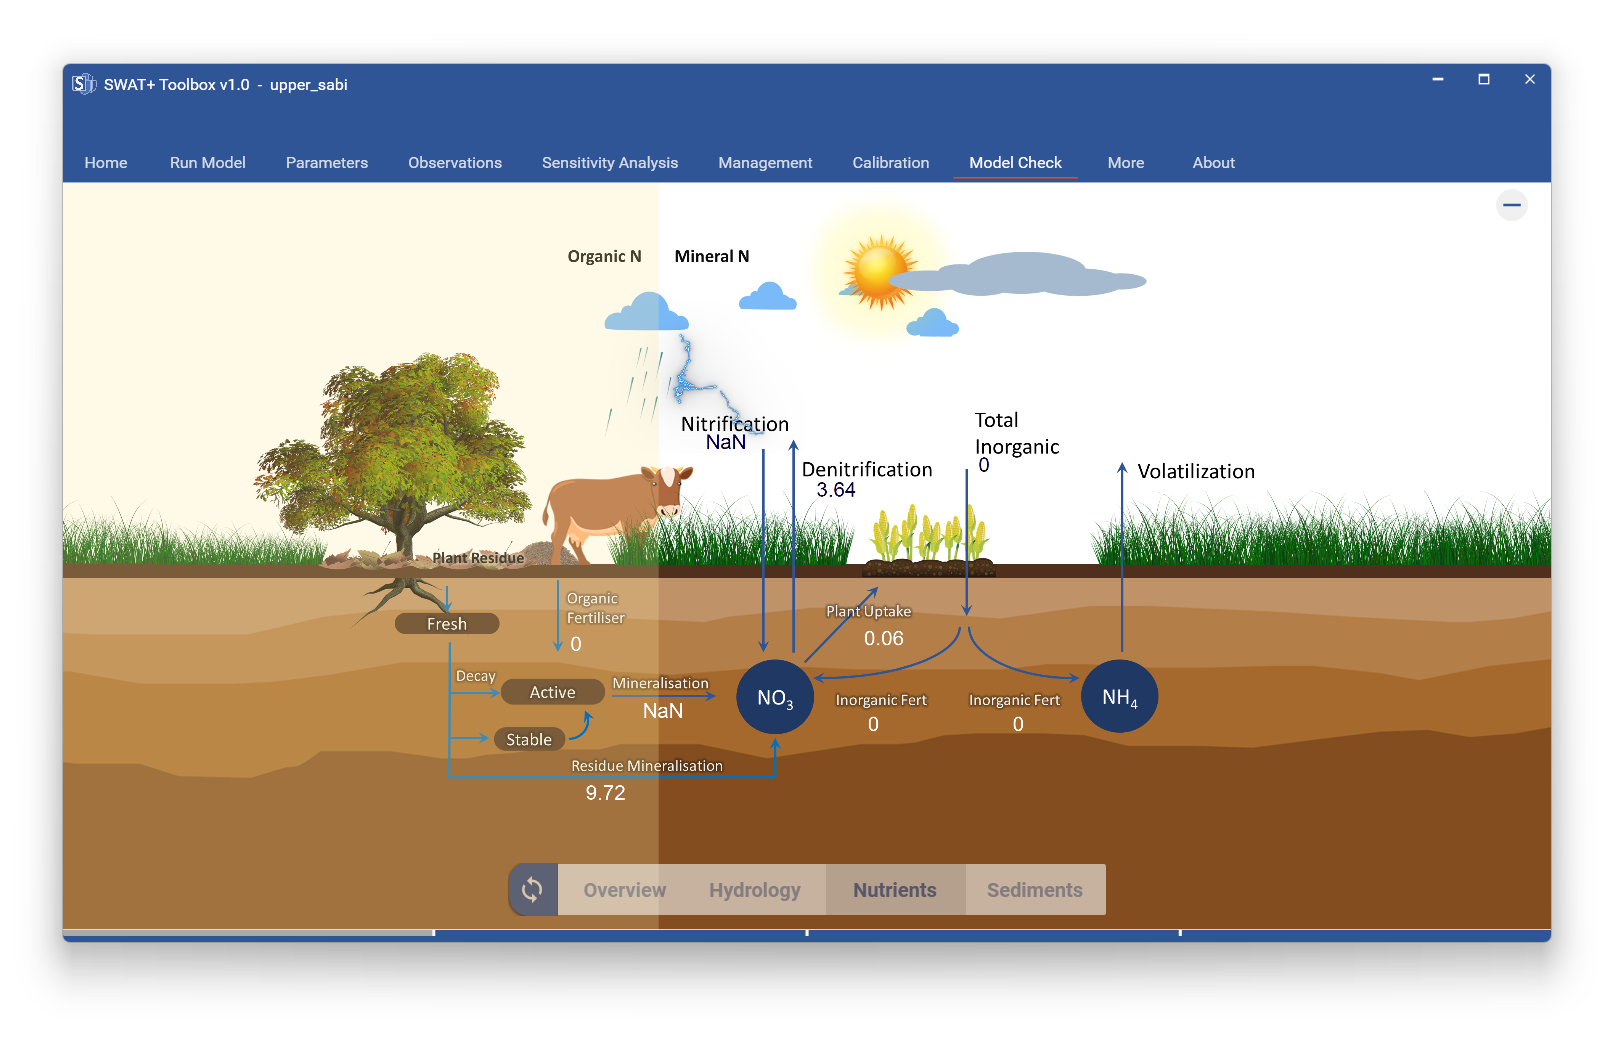 SWAT+ Toolbox v1.0 - upper_sabi
Home Run Model Parameters Observations Sensitivity Analysis Management Calibration Model Check More About
Organic N Mineral N
Nitrification
NaN
Total
Inorganic
0
Denitrification
3.64
Volatilization
Plant Residue
Organic
Fertiliser
0
Fresh
Plant Uptake
0.06
Decay
Active
Mineralisation
NaN
NO3
Inorganic Fert
0
Inorganic Fert
0
NH4
Stable
Residue Mineralisation
9.72
Overview Hydrology Nutrients Sediments